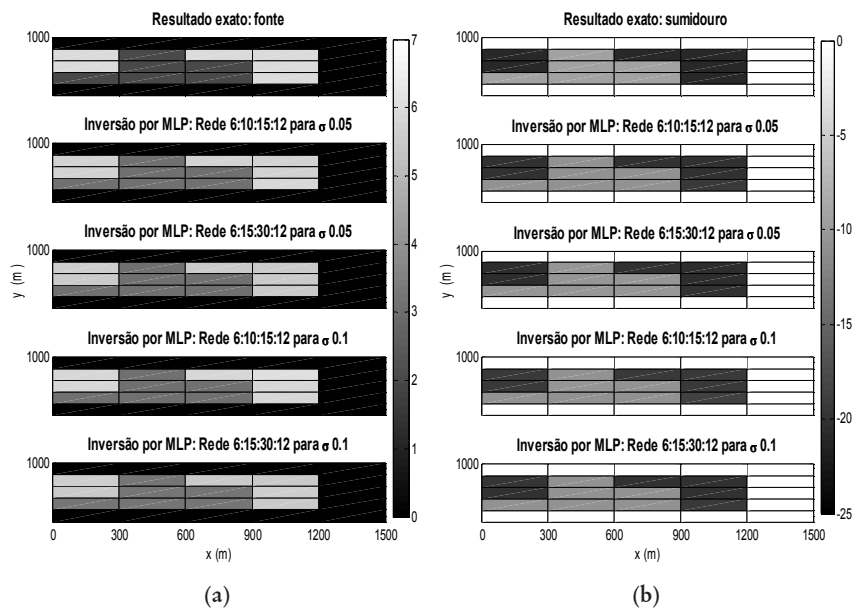 Resultado exato: fonte
1000
7
6
5
4
3
2
1
0
Inversão por MLP: Rede 6:10:15:12 para σ 0.05
1000
Inversão por MLP: Rede 6:15:30:12 para σ 0.05
1000
y (m)
Inversão por MLP: Rede 6:10:15:12 para σ 0.1
1000
Inversão por MLP: Rede 6:15:30:12 para σ 0.1
1000
0 300 600 900 1200 1500
x (m)
(a)
Resultado exato: sumidouro
1000
0
-5
-10
-15
-20
-25
Inversão por MLP: Rede 6:10:15:12 para σ 0.05
1000
Inversão por MLP: Rede 6:15:30:12 para σ 0.05
1000
y (m)
Inversão por MLP: Rede 6:10:15:12 para σ 0.1
1000
Inversão por MLP: Rede 6:15:30:12 para σ 0.1
1000
0 300 600 900 1200 1500
x (m)
(b)